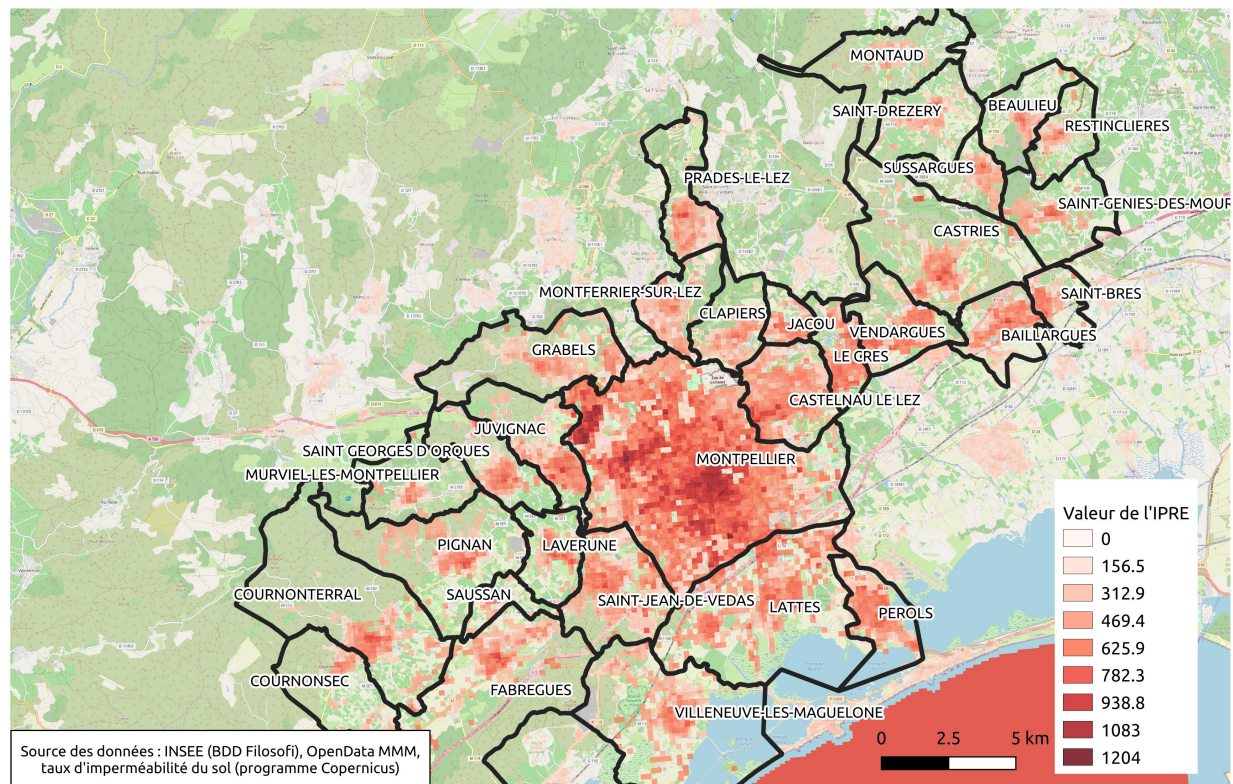 MONTAUD
SAINT-DREZERY
BEAULIEU
RESTINCLIERES
SUSSARGUES
PRADES-LE-LEZ
SAINT-GENIES-DES-MOUR
CASTRIES
MONTFERRIER-SUR-LEZ
SAINT-BRES
CLAPIERS
JACOU
VENDARGUES
BAILLARGUES
GRABELS
LE CRES
CASTELNAU LE LEZ
JUVIGNAC
SAINT GEORGES D'ORQUES
MONTPELLIER
MURVIEL-LES-MONTPELLIER
PIGNAN
LAVERUNE
COURNONTERRAL
SAUSSAN
SAINT-JEAN-DE-VEDAS
LATTES
PEROLS
COURNONSEC
FABREGUES
VILLENEUVE-LES-MAGUELONE
Valeur de l'IPRE
0
156.5
312.9
469.4
625.9
782.3
938.8
1083
1204
0 2.5 5 km
Source des données : INSEE (BDD Filosofi), OpenData MMM,
taux d'imperméabilité du sol (programme Copernicus)